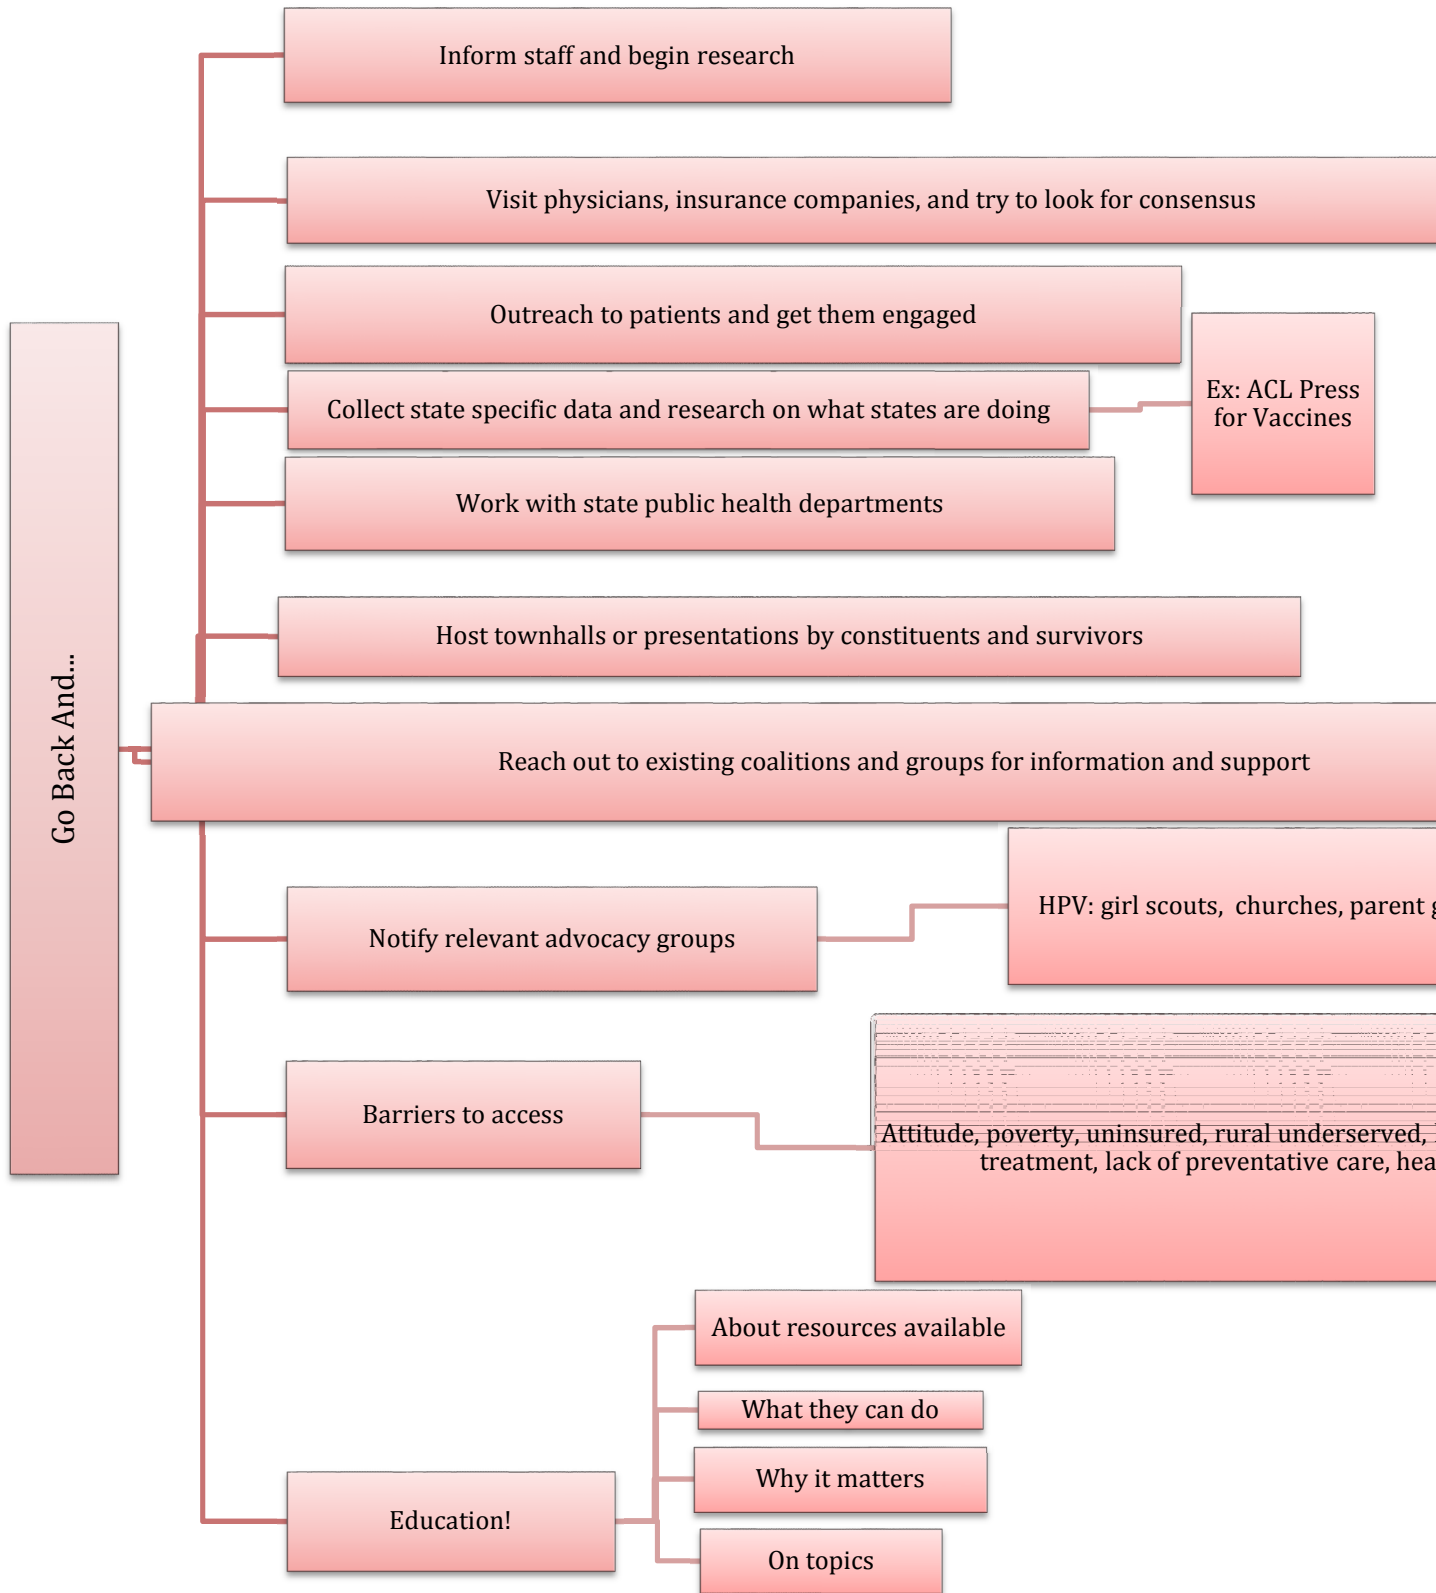 Inform staff and begin research
Visit physicians, insurance companies, and try to look for consensus
Outreach to patients and get them engaged
Collect state specific data and research on what states are doing
Ex: ACL Press
for Vaccines
Work with state public health departments
Host townhalls or presentations by constituents and survivors
Go Back And...
Reach out to existing coalitions and groups for information and support
Notify relevant advocacy groups
HPV: girl scouts, churches, parent
Barriers to access
Attitude, poverty, uninsured, rural underserved,
treatment, lack of preventative care,
Education!
About resources available
What they can do
Why it matters
On topics